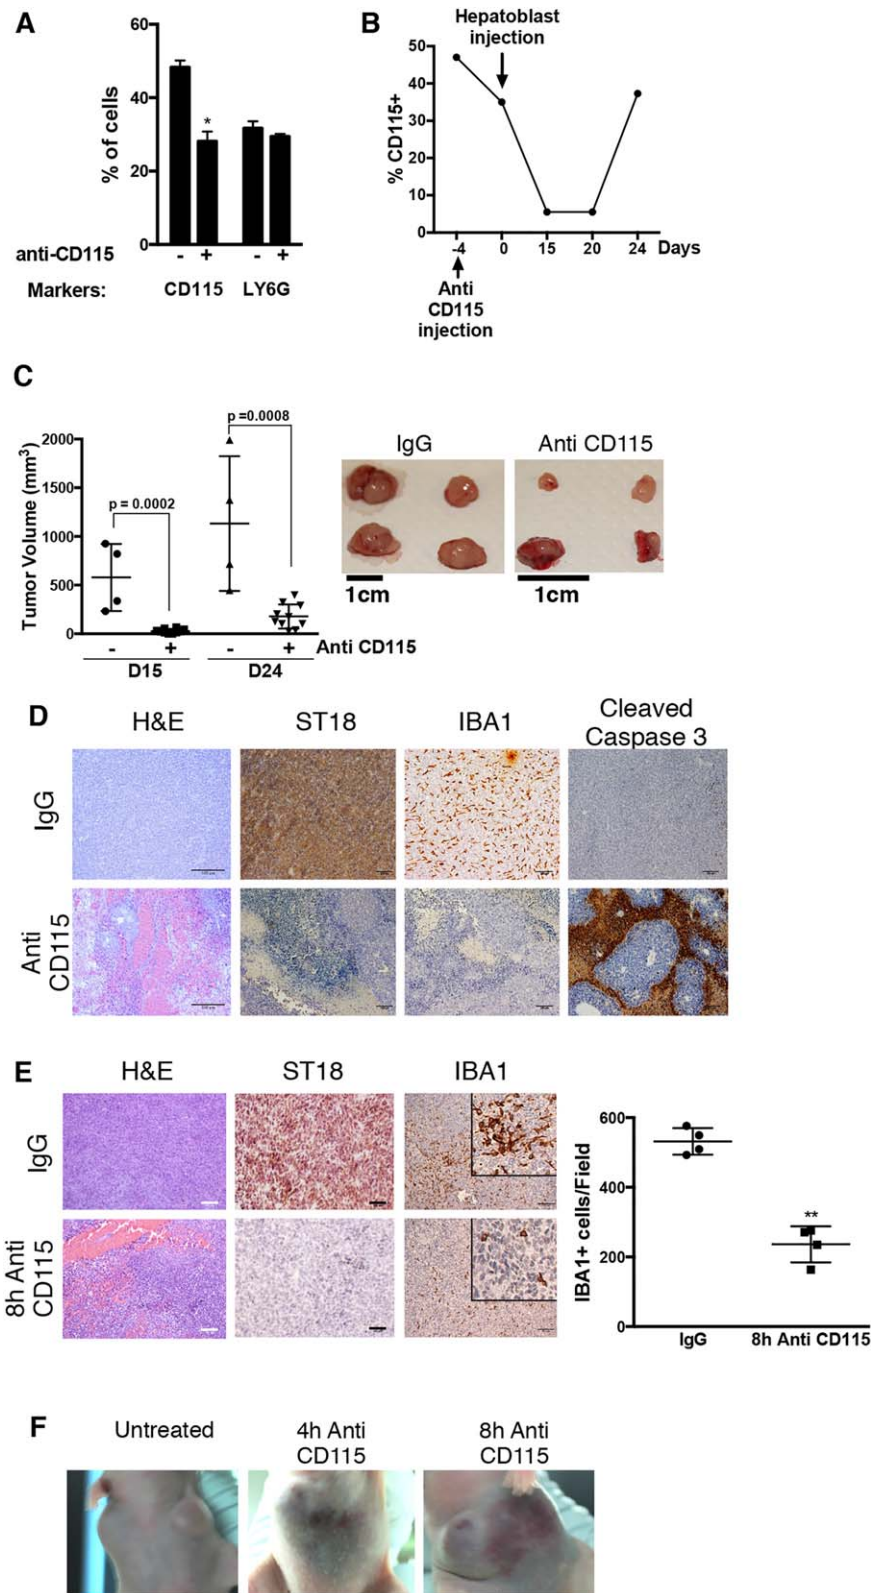 A
60
40
20
0
% of cells
*
anti-CD115 - + - +
Markers: CD115 LY6G
B
Hepatoblast
injection
50
40
30
20
10
0
% CD115+
-4 0 15 20 24 Days
Anti
CD115
injection
C
Tumor Volume (mm3)
2000
1500
1000
500
0
p = 0.0002
p =0.0008
- + - + Anti CD115
D15 D24
IgG Anti CD115
1cm 1cm
D
H&E ST18 IBA1 Cleaved
Caspase 3
IgG
Anti
CD115
E
H&E ST18 IBA1
IgG
8h Anti
CD115
IBA1+ cells/Field
600
400
200
0
**
IgG 8h Anti CD115
F
Untreated 4h Anti
CD115 8h Anti
CD115